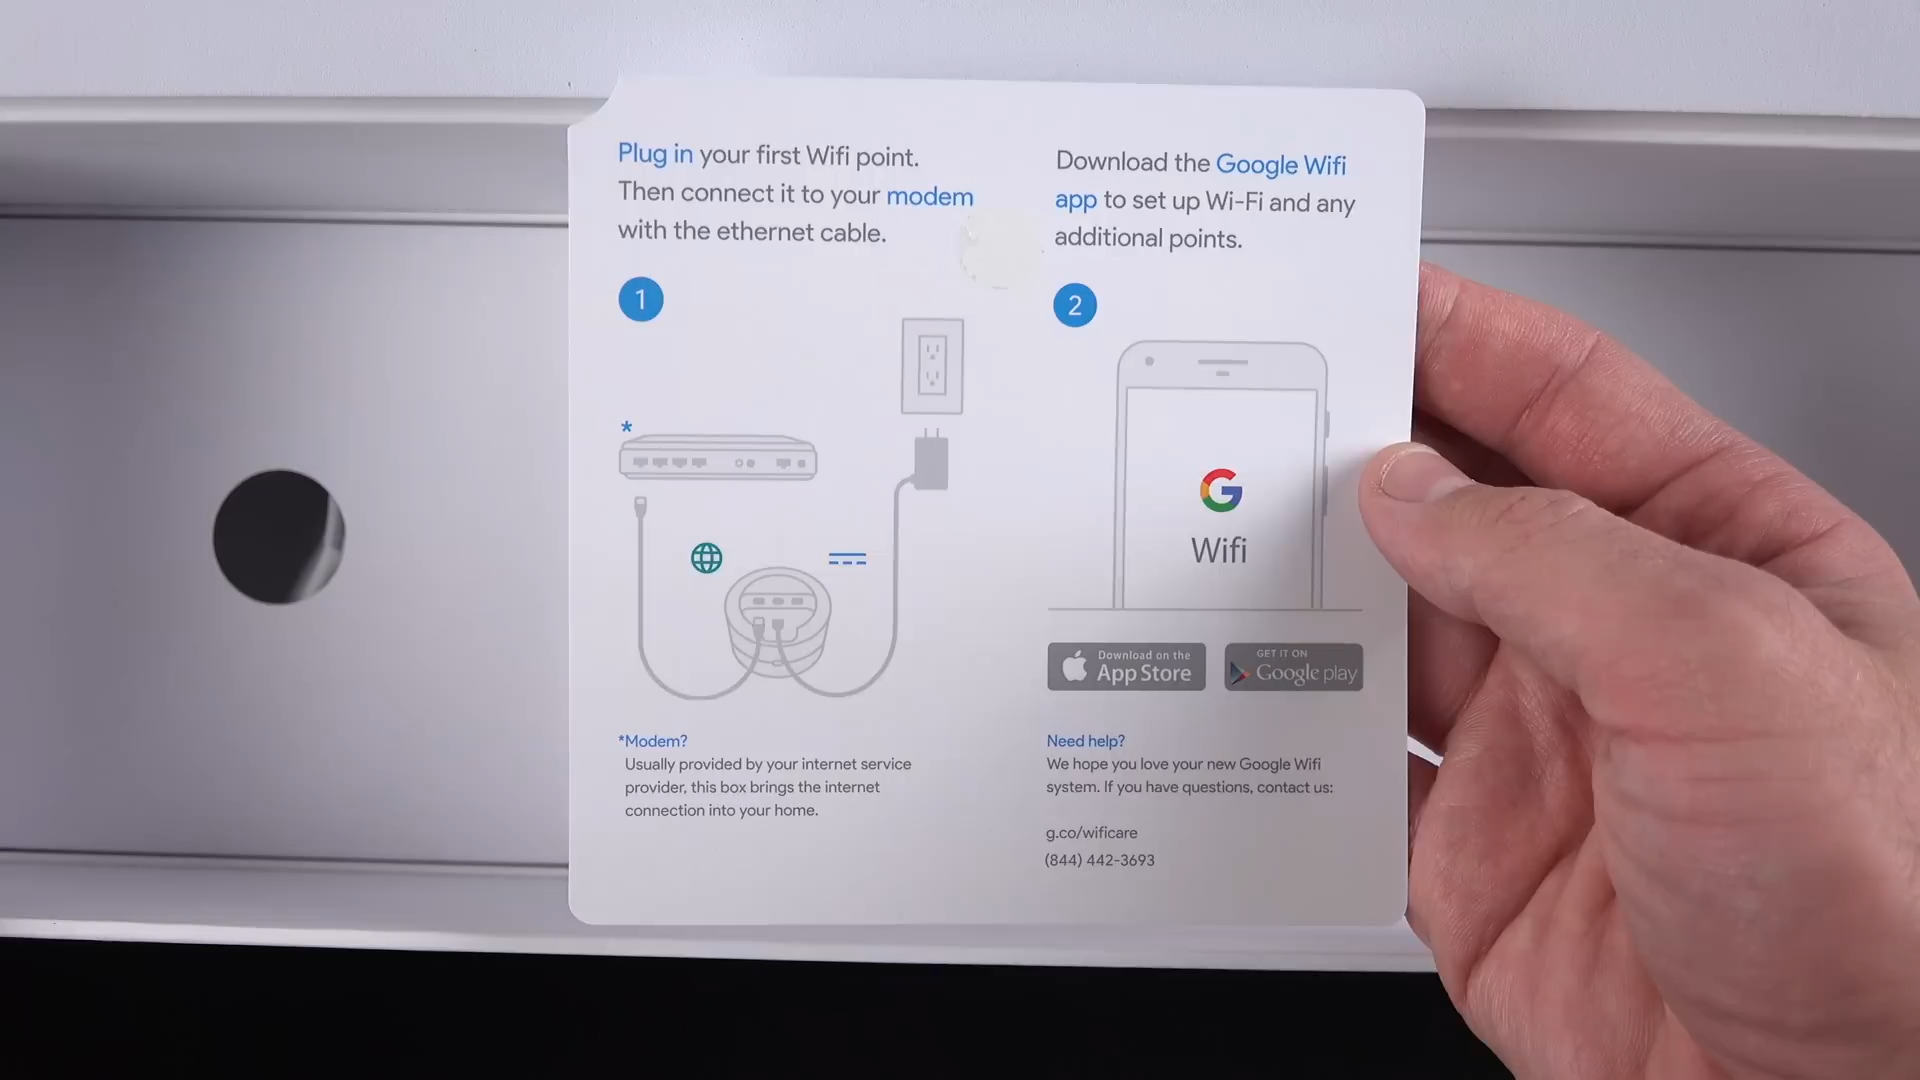 Plug in your first Wifi point.
Then connect it to your modem
with the ethernet cable.
1
*
*Modem?
Usually provided by your internet service
provider, this box brings the internet
connection into your home.
Download the Google Wifi
app to set up Wi-Fi and any
additional points.
2
G
Wifi
Download on the
App Store
GET IT ON
Google play
Need help?
We hope you love your new Google Wifi
system. If you have questions, contact us:
g.co/wificare
(844) 442-3693